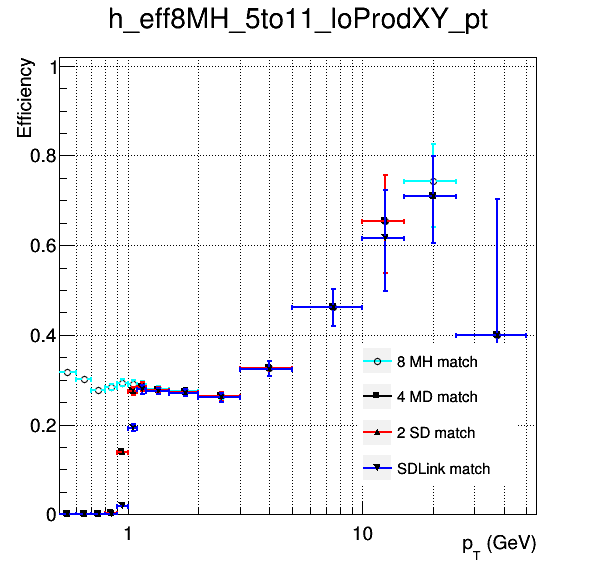 h_eff8MH_5to11_loProdXY_pt
Efficiency
1
0.8
0.6
0.4
0.2
0
8 MH match
4 MD match
2 SD match
SDLink match
1
10
p_T (GeV)